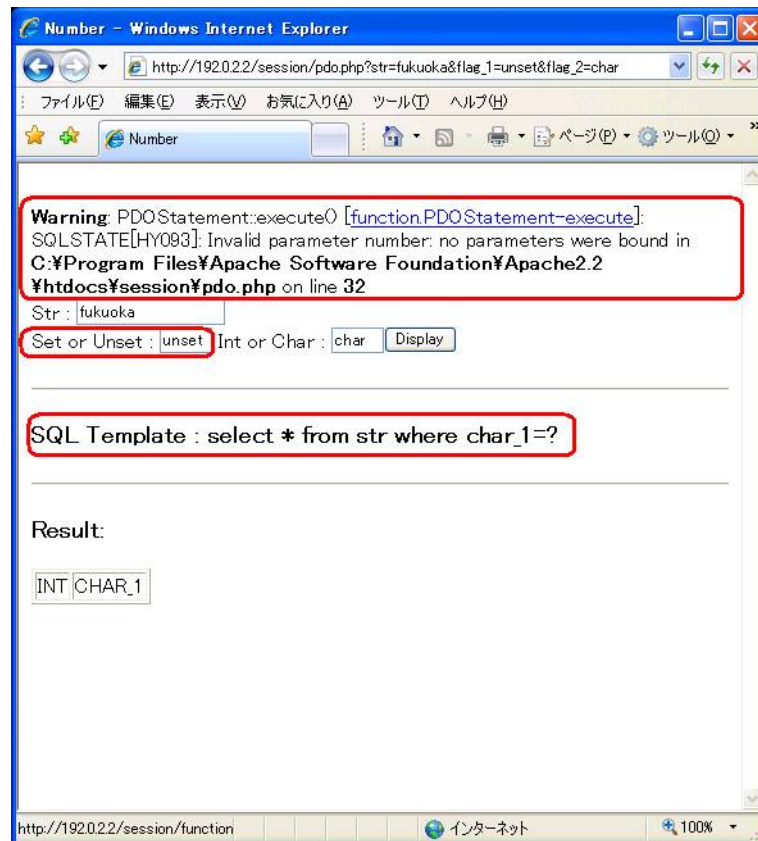 Number - Windows Internet Explorer
http://192.0.2.2/session/pdo.php?str=fukuoka&flag_1=unset&flag_2=char
ファイル(F) 編集(E) 表示(V) お気に入り(A) ツール(T) ヘルプ(H)
Number ページ(P) ツール(O) »
Warning: PDOStatement::execute() [function.PDOStatement-execute]:
SQLSTATE[HY093]: Invalid parameter number: no parameters were bound in
C:¥Program Files¥Apache Software Foundation¥Apache2.2
¥htdocs¥session¥pdo.php on line 32
Str : fukuoka
Set or Unset : unset Int or Char : char Display
SQL Template : select * from str where char_1=?
Result:
INT CHAR_1
http://192.0.2.2/session/function インターネット 100%